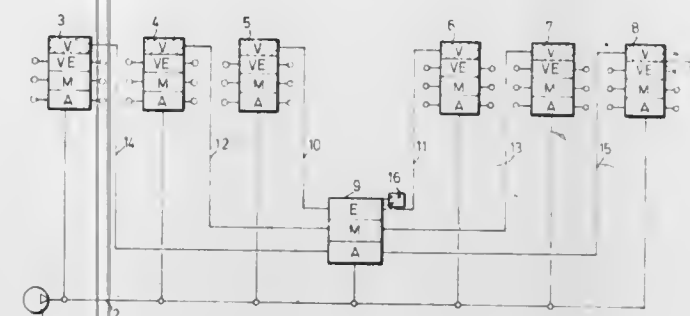 3 4 5 6 7 8
V V V V V V
VE VE VE VE VE VE
M M M M M M
A A A A A A
14 12 10 11 13 15
9 16
E
M
A
2